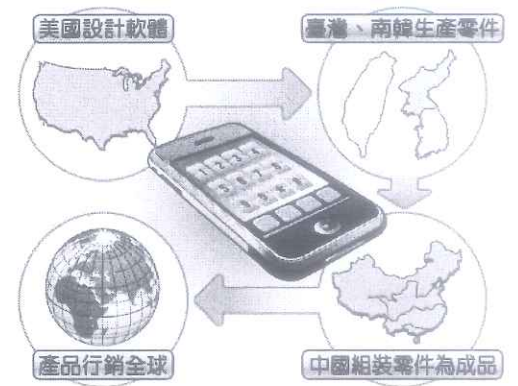 美國設計軟體
臺灣、南韓生產零件
中國組裝零件為成品
產品行銷全球